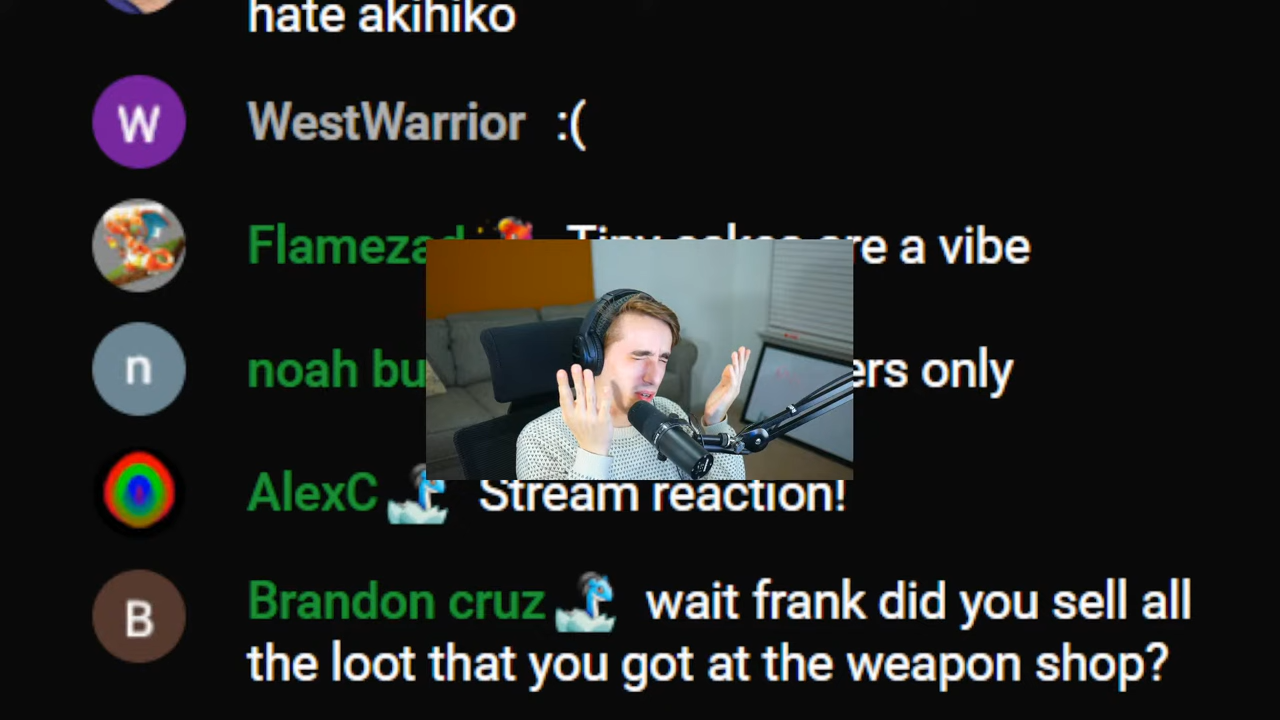 hate akihiko
W WestWarrior :(
Flameza are a vibe
n noah bu ers only
AlexC Stream reaction!
B Brandon cruz wait frank did you sell all
the loot that you got at the weapon shop?